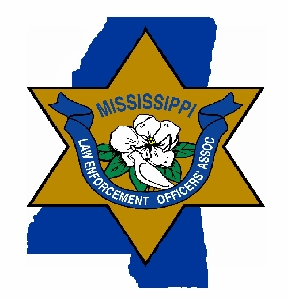 MISSISSIPPI
LAW ENFORCEMENT OFFICERS' ASSOC